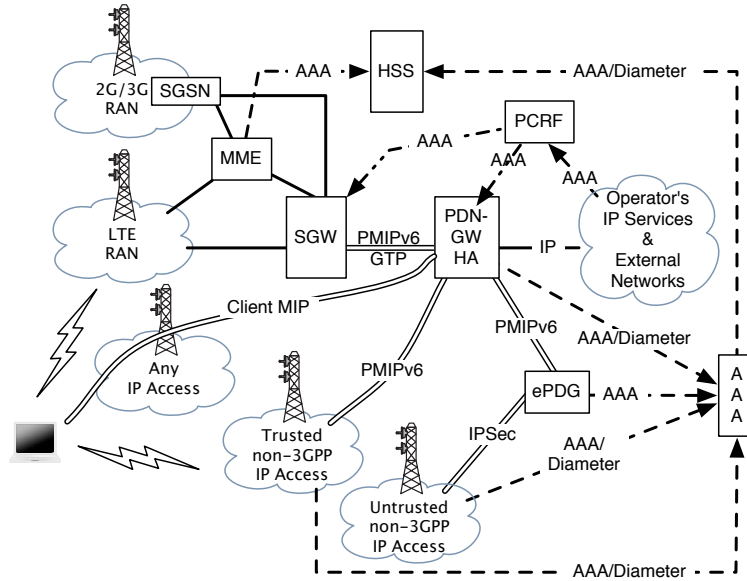 2G/3G
RAN
SGSN
AAA
HSS
AAA/Diameter
MME
AAA
PCRF
AAA
AAA
LTE
RAN
SGW
PMIPv6
GTP
PDN-
GW
HA
IP
Operator's
IP Services
&
External
Networks
Client MIP
Any
IP Access
PMIPv6
PMIPv6
AAA/Diameter
ePDG
AAA
A
A
A
Trusted
non-3GPP
IP Access
IPSec
AAA/
Diameter
Untrusted
non-3GPP
IP Access
AAA/Diameter